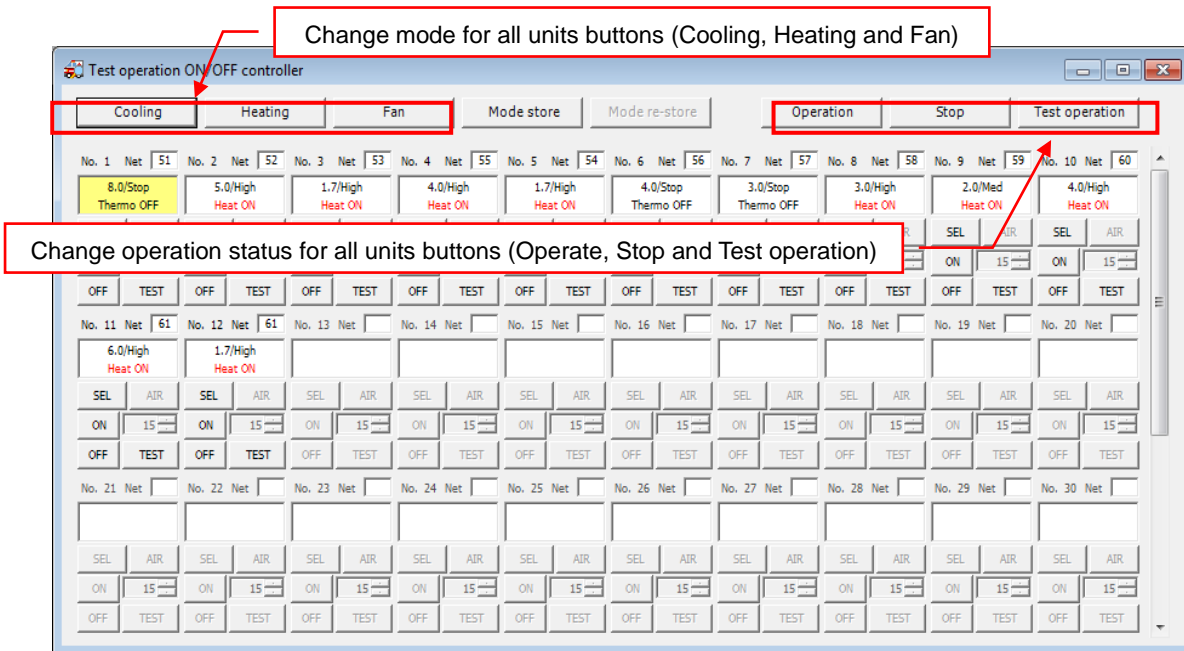 Change mode for all units buttons (Cooling, Heating and Fan)
Test operation ON/OFF controller
Cooling Heating Fan Mode store Mode re-store Operation Stop Test operation
No. 1 Net 51 No. 2 Net 52 No. 3 Net 53 No. 4 Net 55 No. 5 Net 54 No. 6 Net 56 No. 7 Net 57 No. 8 Net 58 No. 9 Net 59 No. 10 Net 60
8.0/Stop 5.0/High 1.7/High 4.0/High 1.7/High 4.0/Stop 3.0/Stop 3.0/High 2.0/Med 4.0/High
Thermo OFF Heat ON Heat ON Heat ON Heat ON Thermo OFF Thermo OFF Heat ON Heat ON Heat ON
SEL AIR SEL AIR
Change operation status for all units buttons (Operate, Stop and Test operation)
ON 15 ON 15
OFF TEST OFF TEST OFF TEST OFF TEST OFF TEST OFF TEST OFF TEST OFF TEST OFF TEST OFF TEST
No. 11 Net 61 No. 12 Net 61 No. 13 Net No. 14 Net No. 15 Net No. 16 Net No. 17 Net No. 18 Net No. 19 Net No. 20 Net
6.0/High 1.7/High
Heat ON Heat ON
SEL AIR SEL AIR SEL AIR SEL AIR SEL AIR SEL AIR SEL AIR SEL AIR SEL AIR SEL AIR
ON 15 ON 15 ON 15 ON 15 ON 15 ON 15 ON 15 ON 15 ON 15 ON 15
OFF TEST OFF TEST OFF TEST OFF TEST OFF TEST OFF TEST OFF TEST OFF TEST OFF TEST OFF TEST
No. 21 Net No. 22 Net No. 23 Net No. 24 Net No. 25 Net No. 26 Net No. 27 Net No. 28 Net No. 29 Net No. 30 Net
SEL AIR SEL AIR SEL AIR SEL AIR SEL AIR SEL AIR SEL AIR SEL AIR SEL AIR SEL AIR
ON 15 ON 15 ON 15 ON 15 ON 15 ON 15 ON 15 ON 15 ON 15 ON 15
OFF TEST OFF TEST OFF TEST OFF TEST OFF TEST OFF TEST OFF TEST OFF TEST OFF TEST OFF TEST